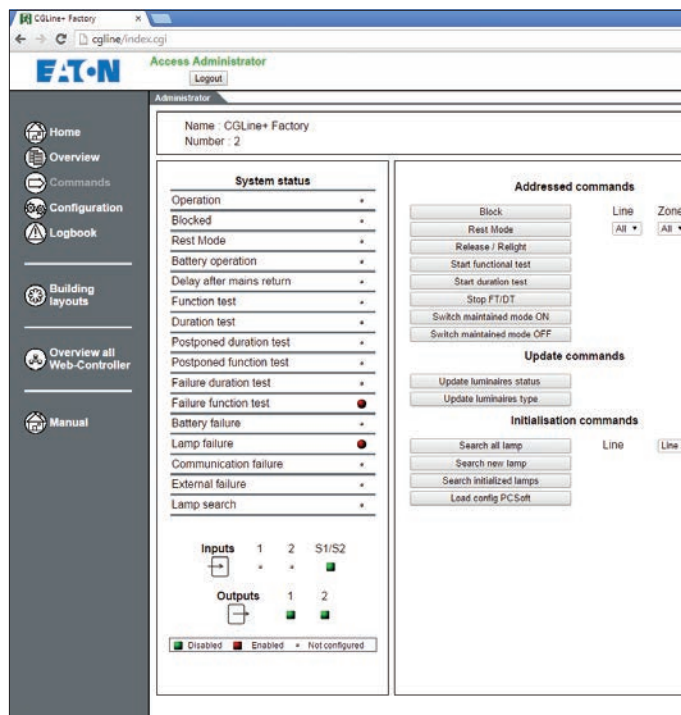 CGLine+ Factory
cgline/index.cgi
EATON
Access Administrator
Logout
Administrator
Home
Overview
Commands
Configuration
Logbook
Building
layouts
Overview all
Web-Controller
Manual
Name : CGLine+ Factory
Number : 2
System status
Operation
Blocked
Rest Mode
Battery operation
Delay after mains return
Function test
Duration test
Postponed duration test
Postponed function test
Failure duration test
Failure function test
Battery failure
Lamp failure
Communication failure
External failure
Lamp search
Inputs 1 2 S1/S2
Outputs 1 2
Disabled Enabled Not configured
Addressed commands
Block Line Zone
Rest Mode All All
Release / Relight
Start functional test
Start duration test
Stop FT/DT
Switch maintained mode ON
Switch maintained mode OFF
Update commands
Update luminaires status
Update luminaires type
Initialisation commands
Search all lamp Line Line
Search new lamp
Search initialized lamps
Load config PCSoft